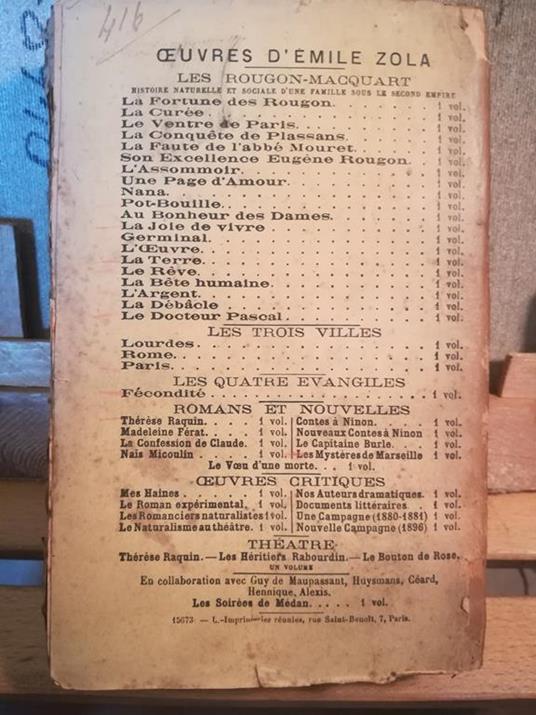 416
ŒUVRES D'ÉMILE ZOLA
LES ROUGON-MACQUART
HISTOIRE NATURELLE ET SOCIALE D'UNE FAMILLE SOUS LE SECOND EMPIRE
La Fortune des Rougon. 1 vol.
La Curée. 1 vol.
Le Ventre de Paris. 1 vol.
La Conquête de Plassans. 1 vol.
La Faute de l'abbé Mouret. 1 vol.
Son Excellence Eugène Rougon. 1 vol.
L'Assommoir. 1 vol.
Une Page d'Amour. 1 vol.
Nana. 1 vol.
Pot-Bouille. 1 vol.
Au Bonheur des Dames. 1 vol.
La Joie de vivre 1 vol.
Germinal. 1 vol.
L'Œuvre. 1 vol.
La Terre. 1 vol.
Le Rêve. 1 vol.
La Bête humaine. 1 vol.
L'Argent. 1 vol.
La Débâcle 1 vol.
Le Docteur Pascal. 1 vol.
LES TROIS VILLES
Lourdes. 1 vol.
Rome. 1 vol.
Paris. 1 vol.
LES QUATRE EVANGILES
Fécondité. 1 vol.
ROMANS ET NOUVELLES
Thérèse Raquin. 1 vol. Contes à Ninon. 1 vol.
Madeleine Férat. 1 vol. Nouveaux Contes à Ninon 1 vol.
La Confession de Claude. 1 vol. Le Capitaine Burle. 1 vol.
Naïs Micoulin. 1 vol. Les Mystères de Marseille 1 vol.
Le Vœu d'une morte. 1 vol.
ŒUVRES CRITIQUES
Mes Haines. 1 vol. Nos Auteurs dramatiques. 1 vol.
Le Roman expérimental. 1 vol. Documents littéraires. 1 vol.
Les Romanciers naturalistes 1 vol. Une Campagne (1880-1881) 1 vol.
Le Naturalisme au théâtre. 1 vol. Nouvelle Campagne (1896) 1 vol.
THÉATRE
Thérèse Raquin. — Les Héritiers Rabourdin. — Le Bouton de Rose.
UN VOLUME
En collaboration avec Guy de Maupassant, Huysmans, Céard,
Hennique, Alexis.
Les Soirées de Médan. 1 vol.
15673 — L.-Imprimeries réunies, rue Saint-Benoît, 7, Paris.